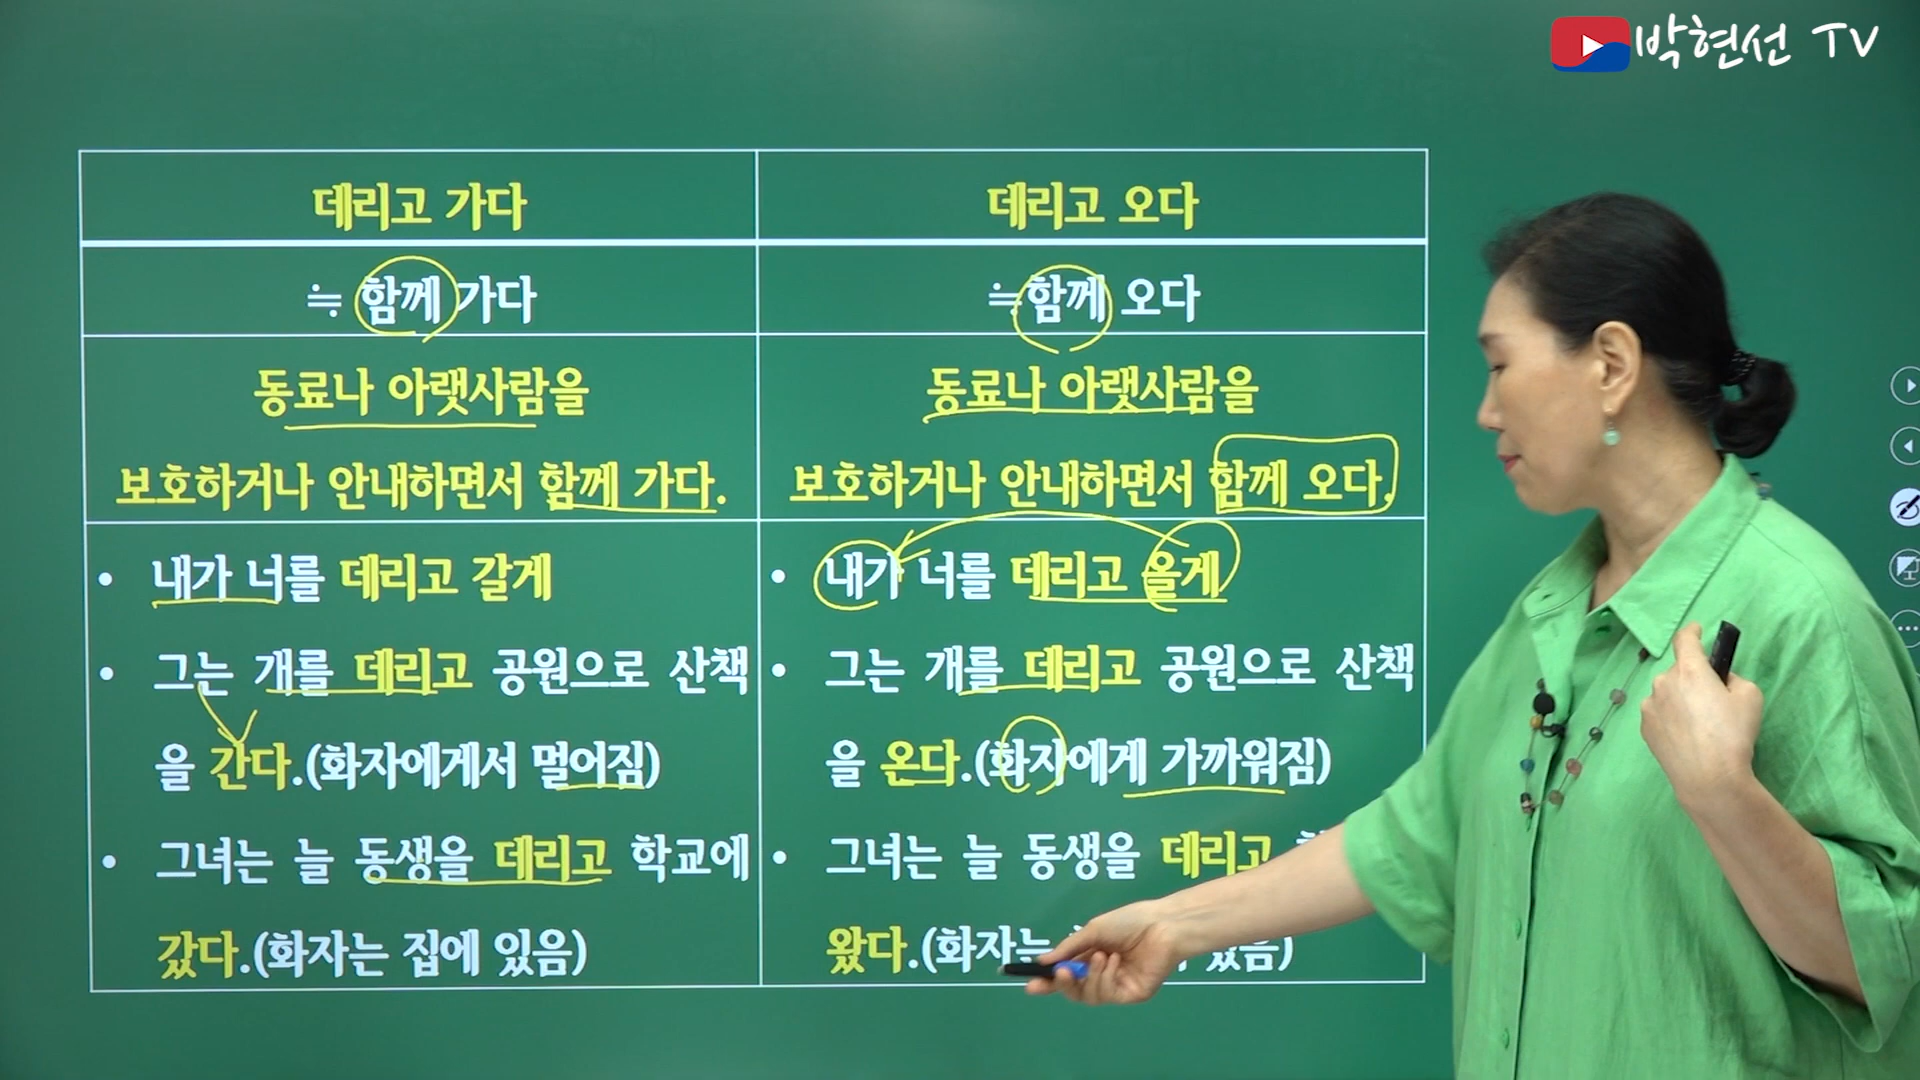 박현선 TV
데리고 가다
데리고 오다
≒ 함께 가다
≒함께 오다
동료나 아랫사람을
보호하거나 안내하면서 함께 가다.
동료나 아랫사람을
보호하거나 안내하면서 함께 오다.
• 내가 너를 데리고 갈게
• 그는 개를 데리고 공원으로 산책
을 간다.(화자에게서 멀어짐)
• 그녀는 늘 동생을 데리고 학교에
갔다.(화자는 집에 있음)
• 내가 너를 데리고 올게
• 그는 개를 데리고 공원으로 산책
을 온다.(화자에게 가까워짐)
• 그녀는 늘 동생을 데리고
왔다.(화자는 있음)